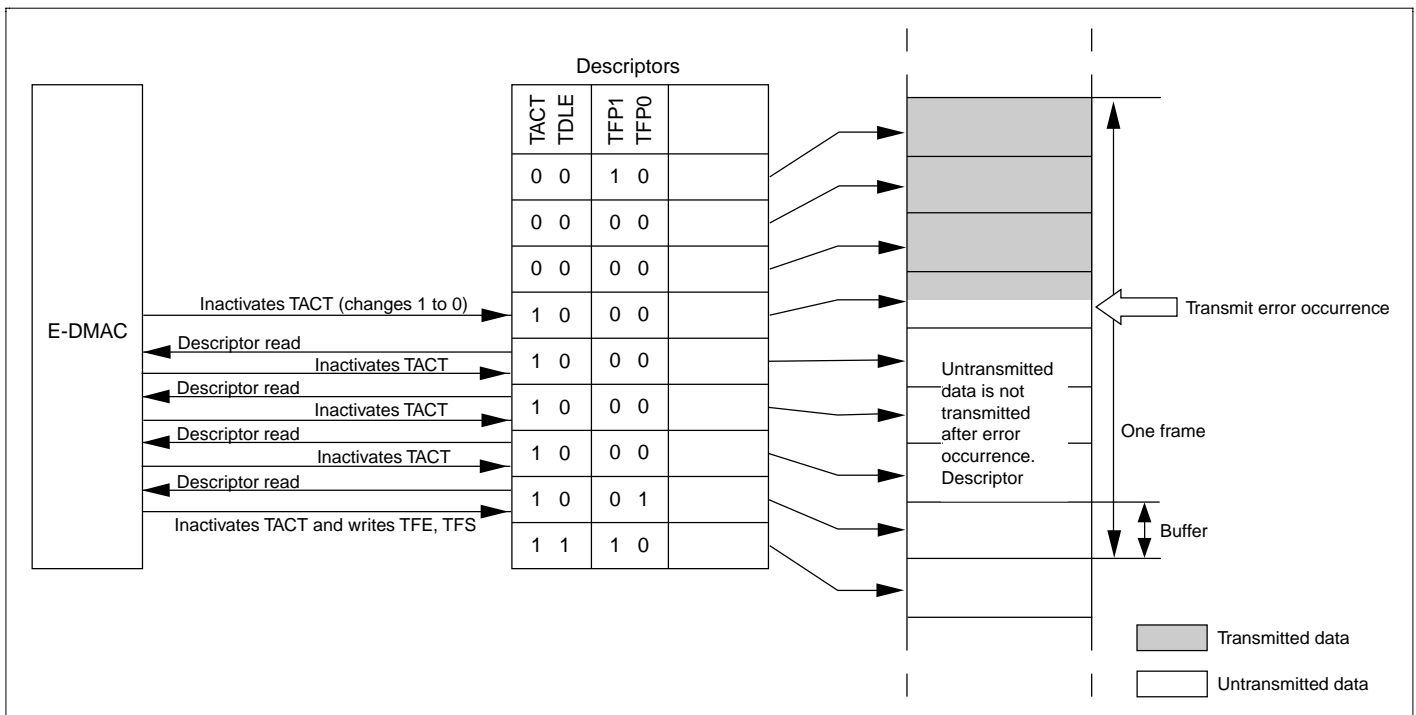 Descriptors
TACT TDLE TFP1 TFP0
0 0 1 0
0 0 0 0
0 0 0 0
Inactivates TACT (changes 1 to 0) 1 0 0 0
Transmit error occurrence
E-DMAC
Descriptor read
Inactivates TACT
1 0 0 0
Descriptor read
Inactivates TACT
1 0 0 0
Descriptor read
Inactivates TACT
1 0 0 0
Descriptor read
1 0 0 1
Inactivates TACT and writes TFE, TFS
1 1 1 0
Untransmitted
data is not
transmitted
after error
occurrence.
Descriptor
One frame
Buffer
Transmitted data
Untransmitted data